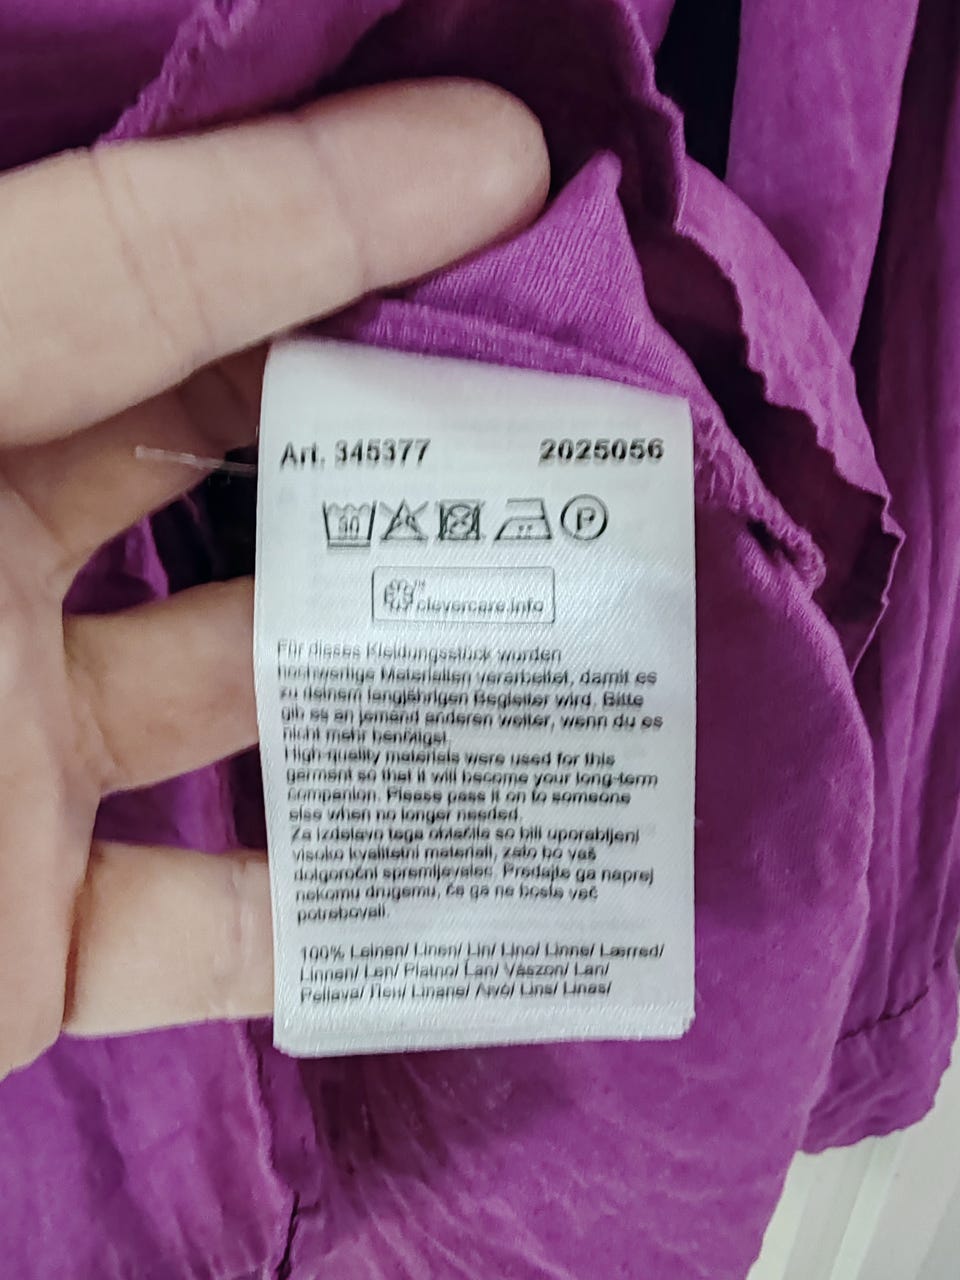 Art. 345377 2025056
30 P
clevercare.info
Für dieses Kleidungsstück wurden
hochwertige Materialien verarbeitet, damit es
zu deinem langjährigen Begleiter wird. Bitte
gib es an jemand anderen weiter, wenn du es
nicht mehr benötigst.
High-quality materials were used for this
garment so that it will become your long-term
companion. Please pass it on to someone
else when no longer needed.
Za izdelavo tega oblačila so bili uporabljeni
visoko kvalitetni materiali, zato bo vaš
dolgoročni spremljevalec. Predajte ga naprej
nekomu drugemu, če ga ne boste več
potrebovali.
100% Leinen/ Linen/ Lin/ Lino/ Linne/ Lærred/
Linnen/ Len/ Platno/ Ľan/ Vászon/ Lan/
Pellava/ Лен/ Linane/ Λινό/ Lins/ Linas/